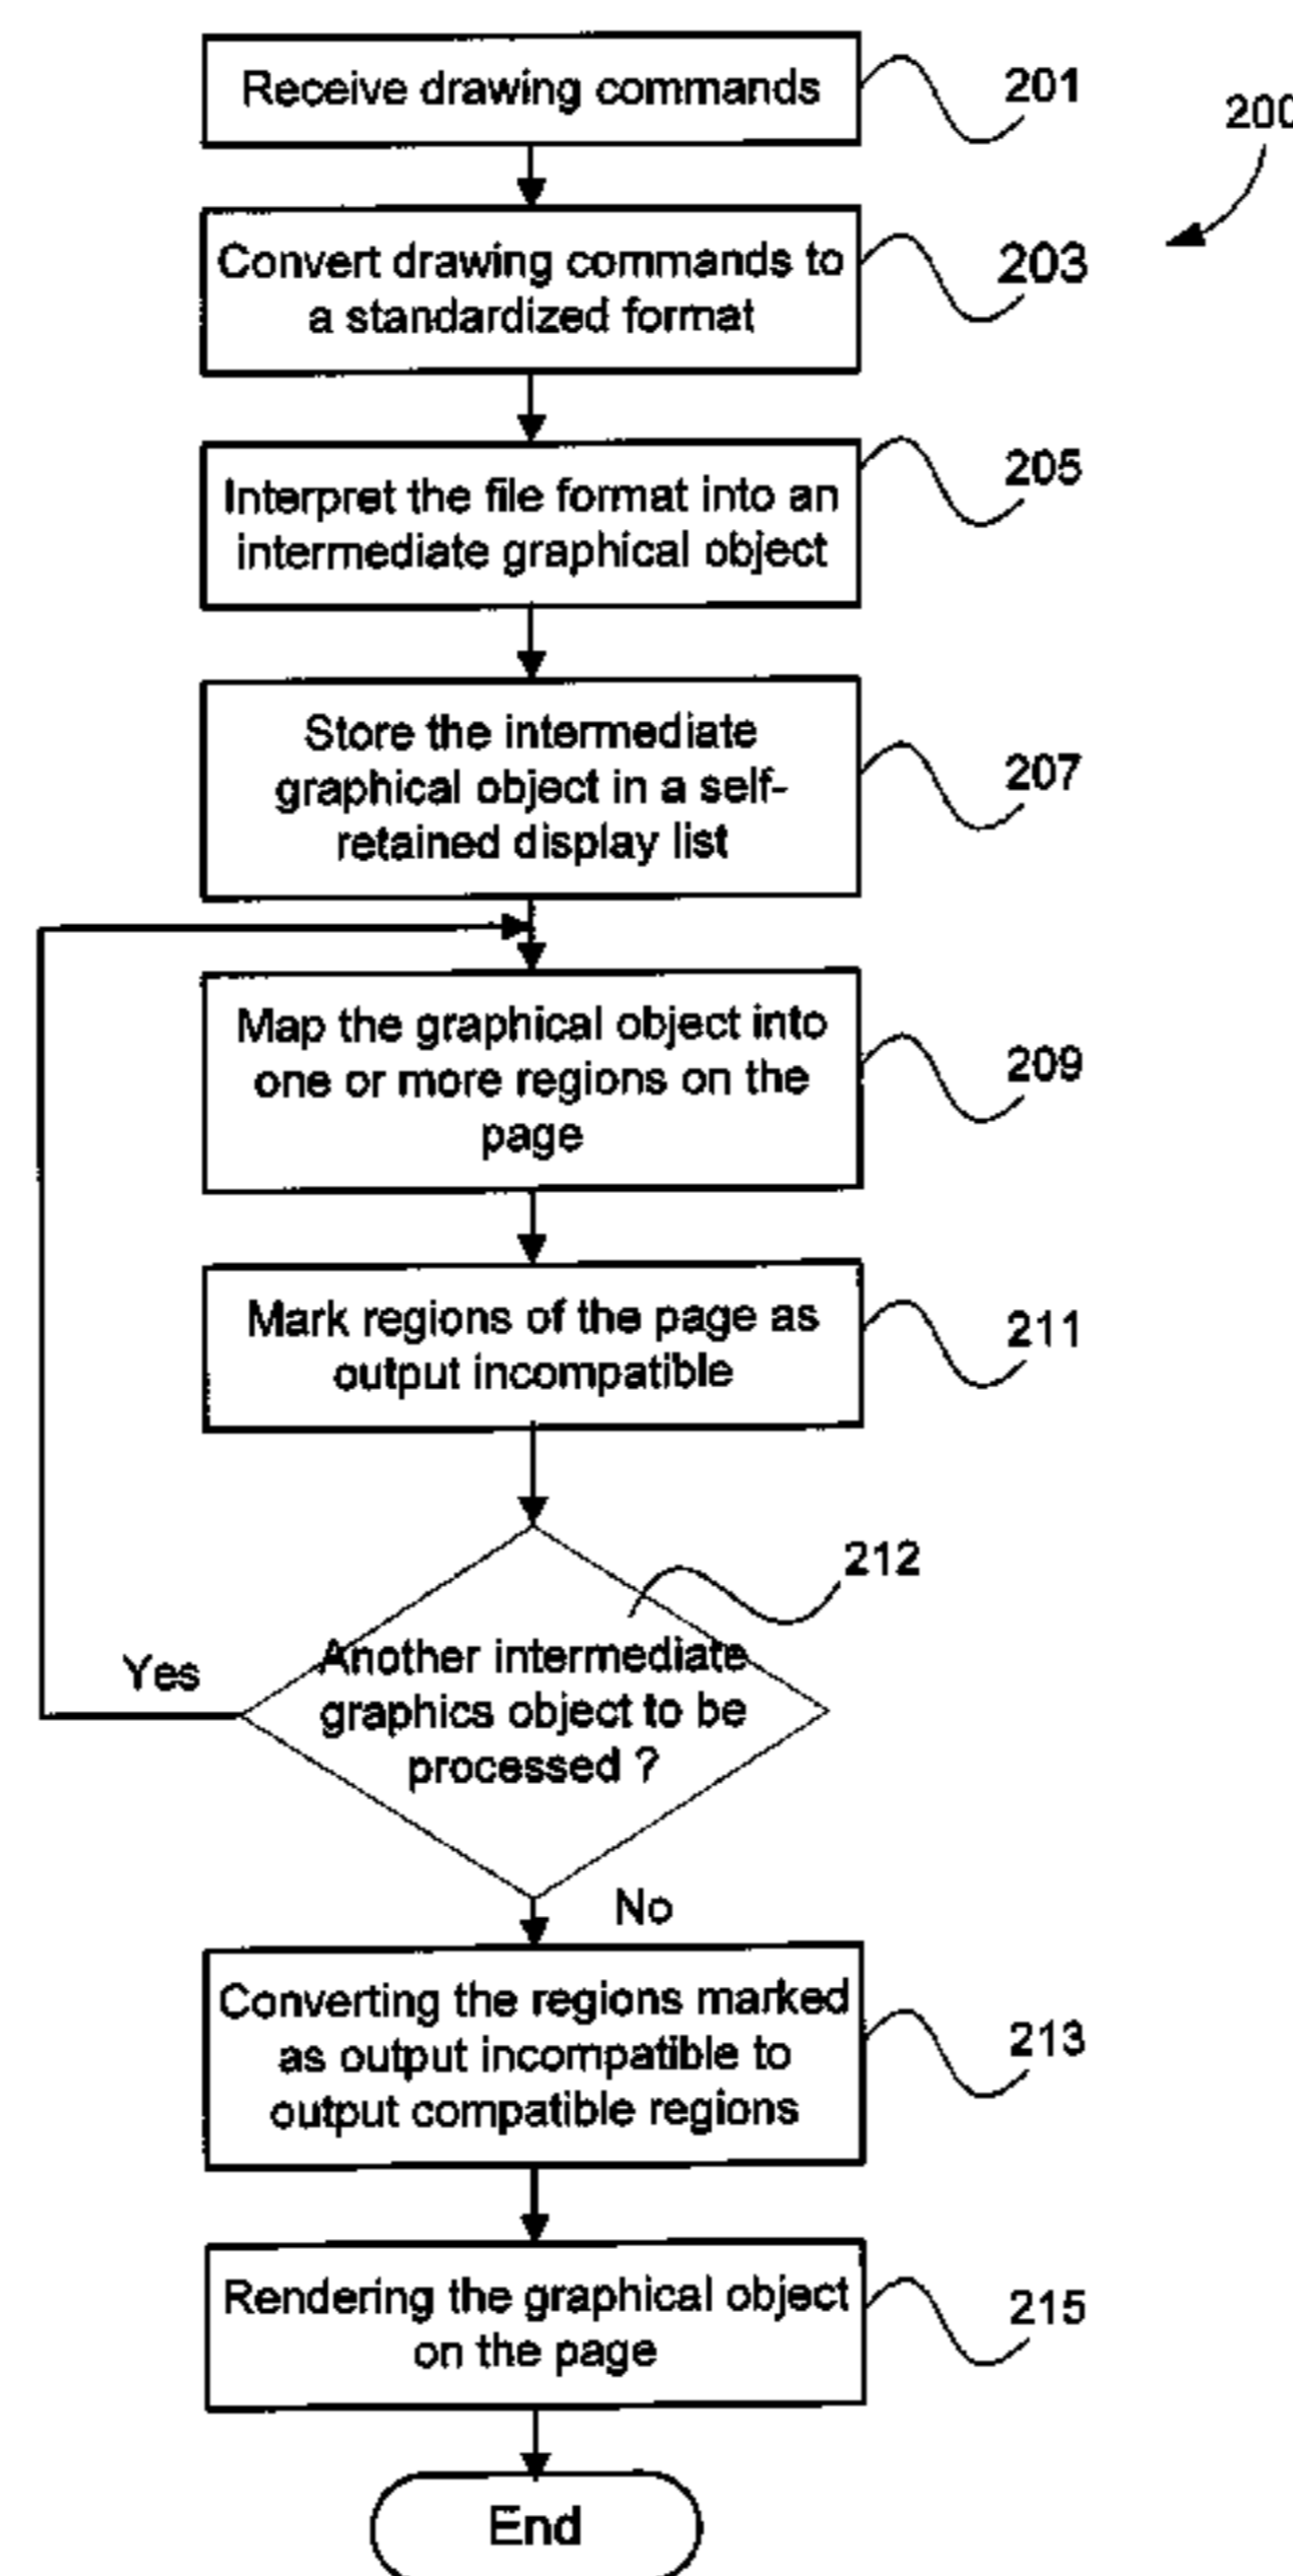 Receive drawing commands
201
200
Convert drawing commands to
a standardized format
203
Interpret the file format into an
intermediate graphical object
205
Store the intermediate
graphical object in a self-
retained display list
207
Map the graphical object into
one or more regions on the
page
209
Mark regions of the page as
output incompatible
211
212
Another intermediate
graphics object to be
processed ?
Yes
No
Converting the regions marked
as output incompatible to
output compatible regions
213
Rendering the graphical object
on the page
215
End